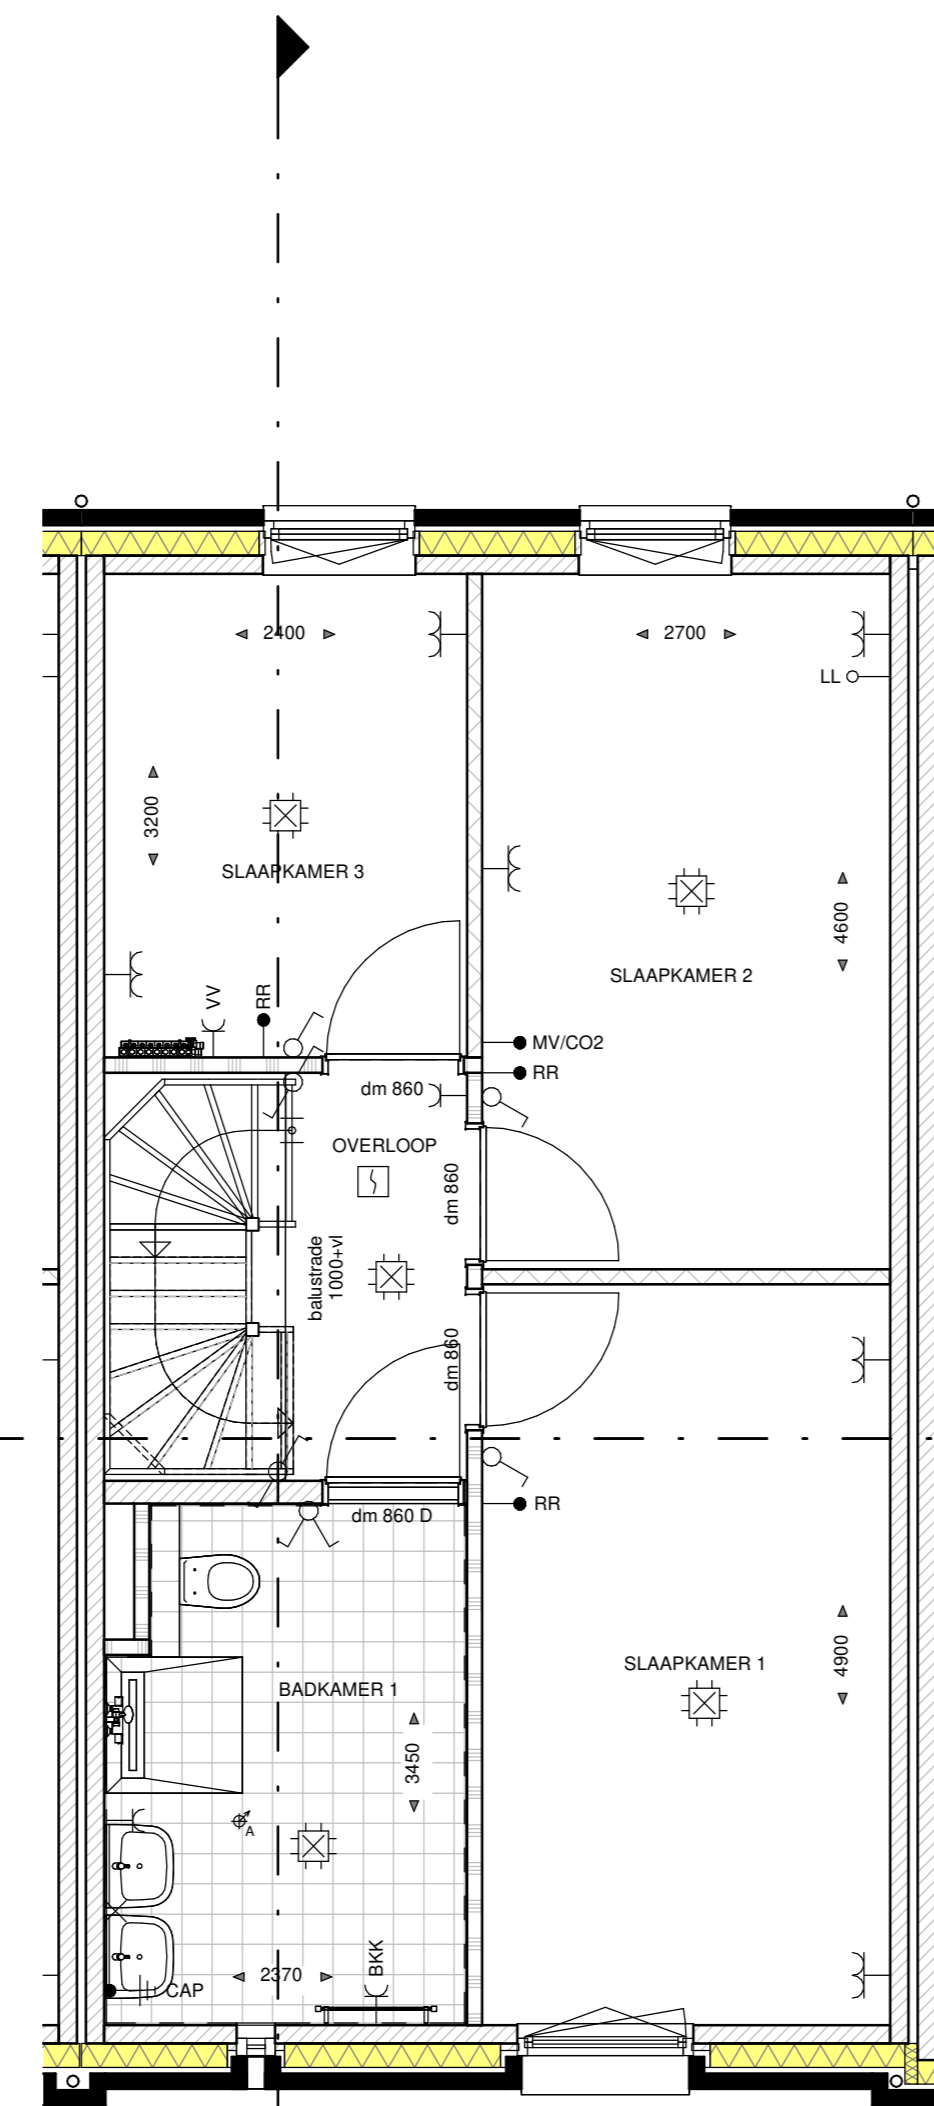 2400
2700
LL
3200
SLAAPKAMER 3
4600
SLAAPKAMER 2
VV
RR
MV/CO2
RR
dm 860
OVERLOOP
dm 860
balustrade
1000+vl
dm 860
RR
dm 860 D
4900
SLAAPKAMER 1
BADKAMER 1
3450
A
BKK
2370
CAP